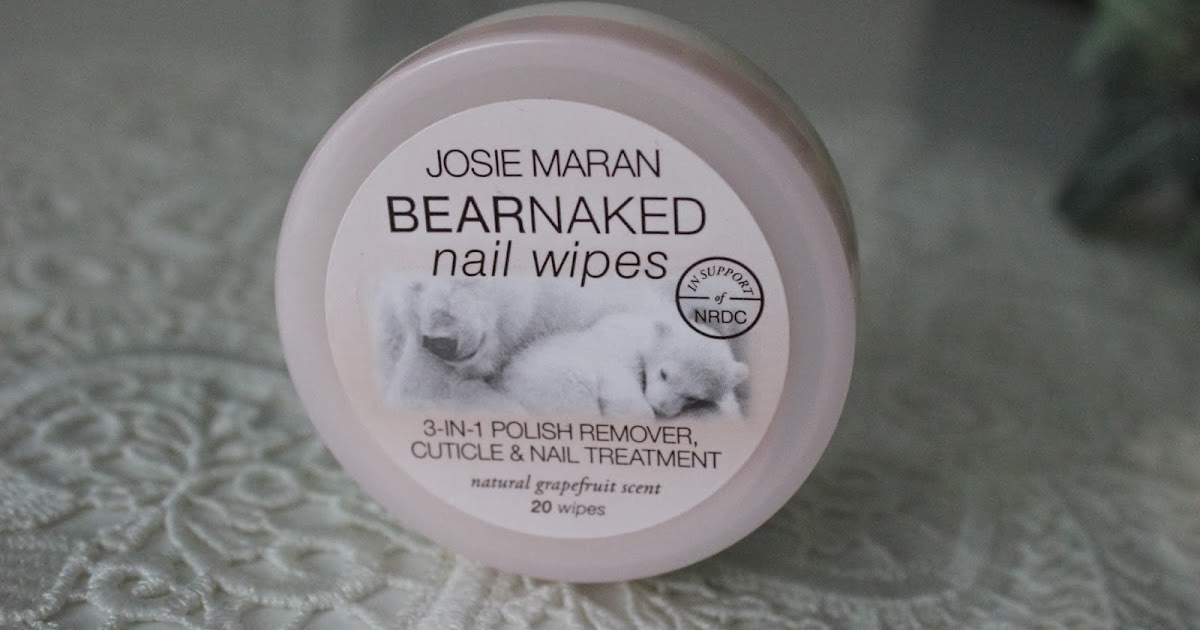 JOSIE MARAN
BEARNAKED
nail wipes
IN SUPPORT
of
NRDC
3-IN-1 POLISH REMOVER,
CUTICLE & NAIL TREATMENT
natural grapefruit scent
20 wipes